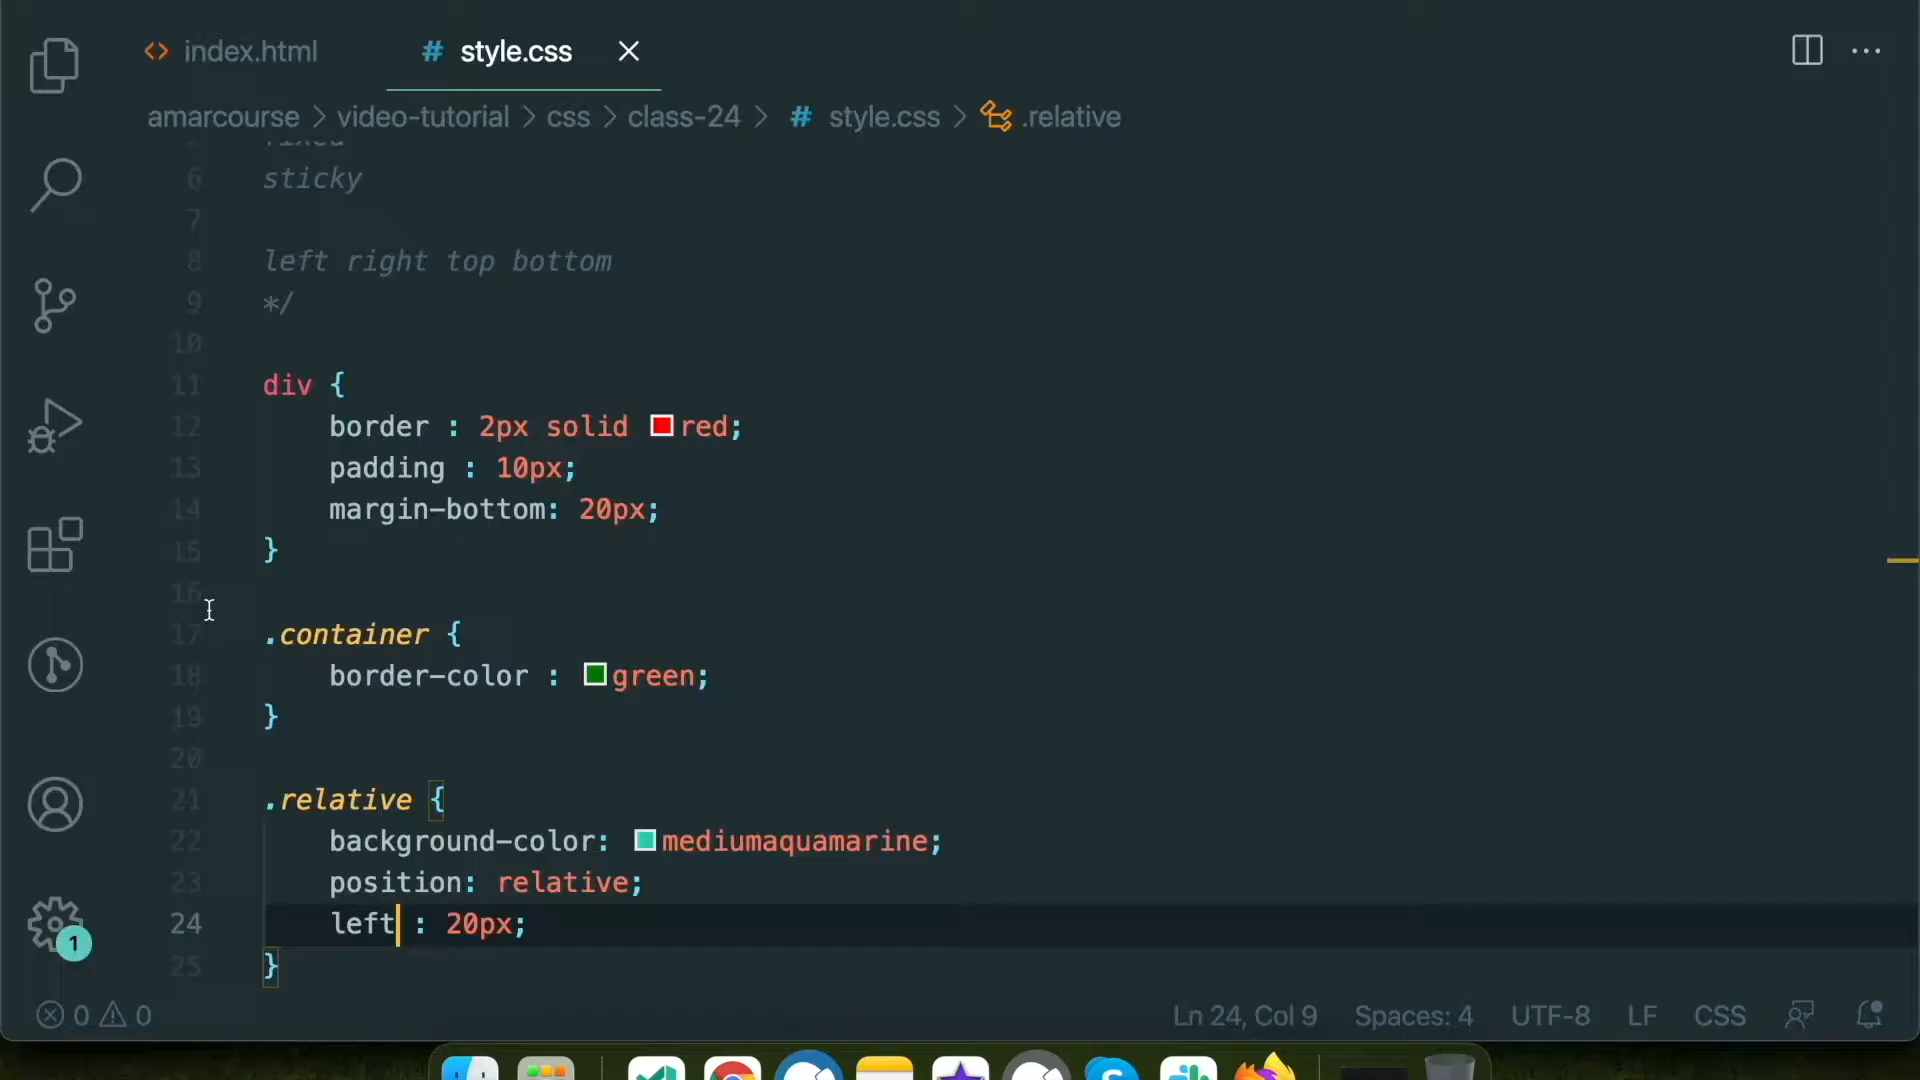 index.html
style.css
amarcourse > video-tutorial > css > class-24 > # style.css > .relative
6 sticky
7
8 left right top bottom
9 */
10
11 div {
12 border : 2px solid red;
13 padding : 10px;
14 margin-bottom: 20px;
15 }
16
17 .container {
18 border-color : green;
19 }
20
21 .relative {
22 background-color: mediumaquamarine;
23 position: relative;
24 left : 20px;
25 }
1
0 0
Ln 24, Col 9 Spaces: 4 UTF-8 LF CSS